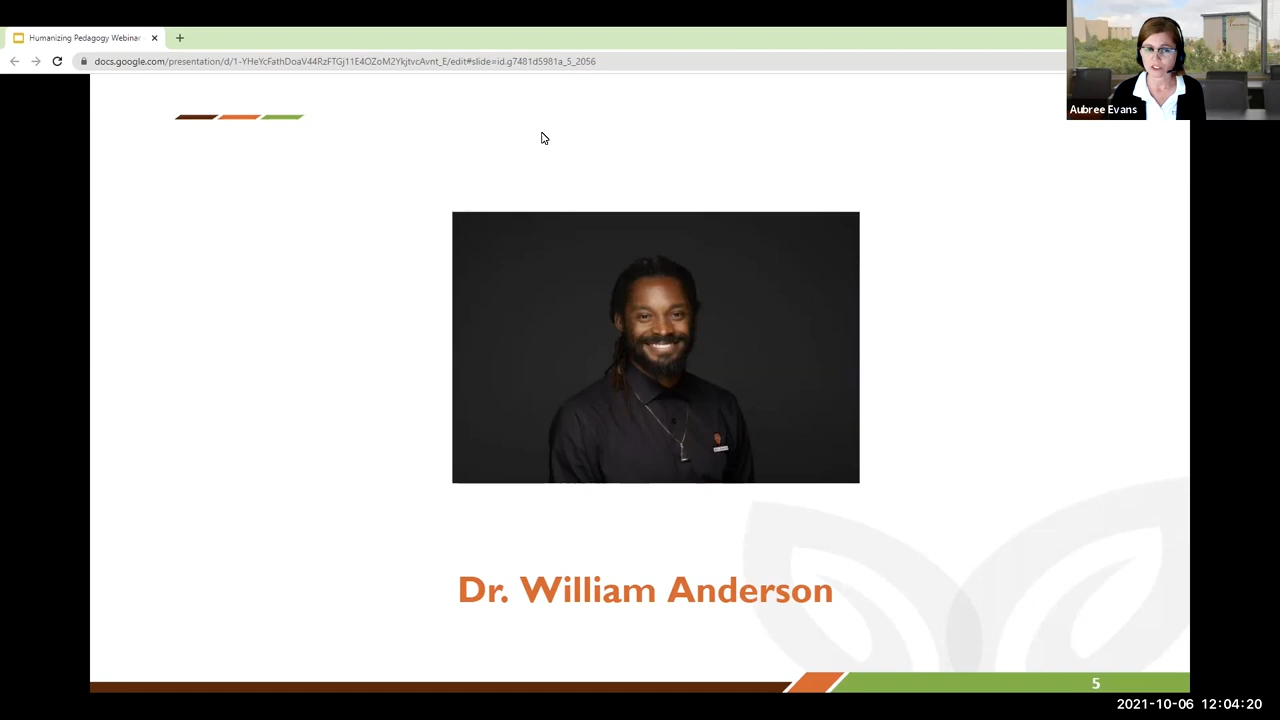 Humanizing Pedagogy Webinar
docs.google.com/presentation/d/1-YHeYcFathDoaV44RzFTGj11E4OZoM2YkjtvcAvnt_E/edit#slide=id.g7481d5981a_5_2056
Aubree Evans
Dr. William Anderson
5
2021-10-06 12:04:20